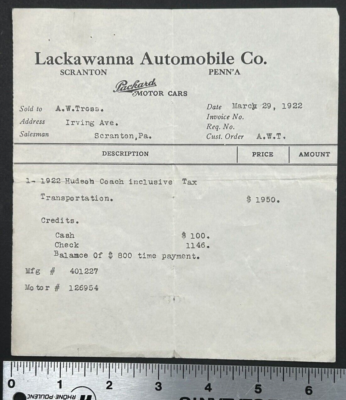 Lackawanna Automobile Co.
SCRANTON PENN'A
Packard
MOTOR CARS
Sold to A.W.Tross. Date March 29, 1922
Address Irving Ave. Invoice No.
Req. No.
Salesman Scranton,Pa. Cust. Order A.W.T.
DESCRIPTION PRICE AMOUNT
1- 1922 Hudson Coach inclusive Tax
Transportation. $ 1950.
Credits.
Cash $ 100.
Check 1146.
Balance Of $ 800 time payment.
Mfg # 401227
Motor # 126954
0 1 2 3 4 5 6
RHÔNE-POULENC